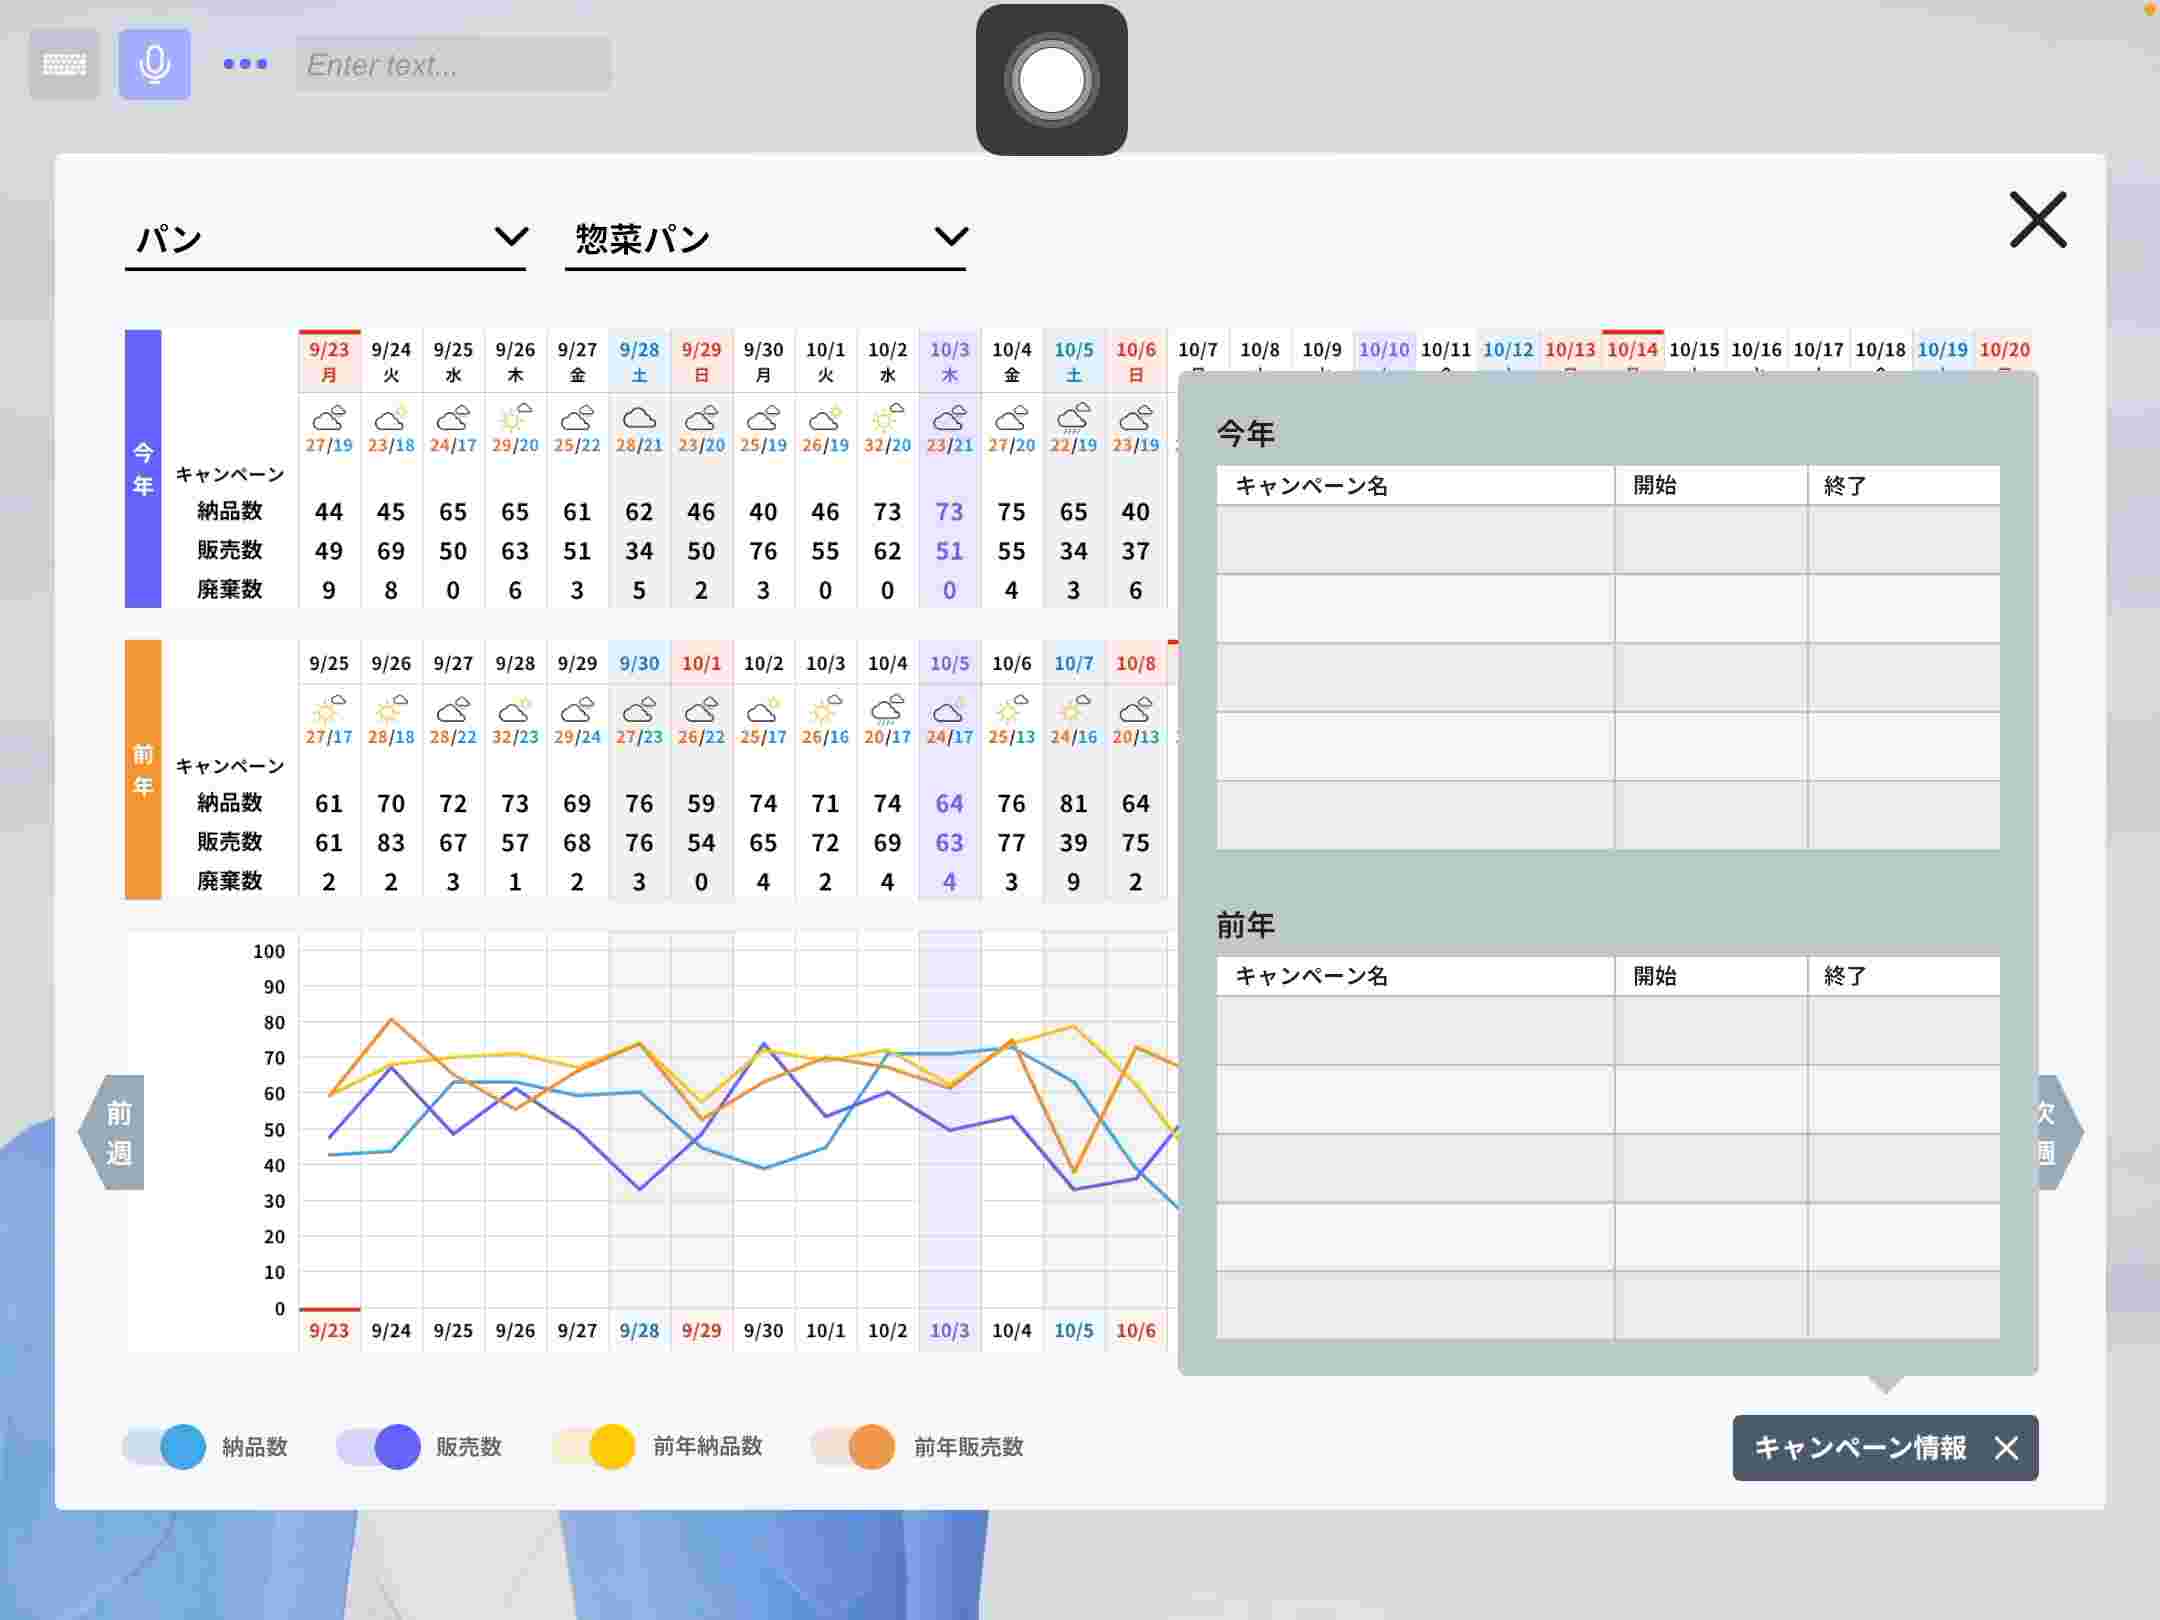 Enter text...
パン
惣菜パン
9/23 9/24 9/25 9/26 9/27 9/28 9/29 9/30 10/1 10/2 10/3 10/4 10/5 10/6 10/7 10/8 10/9 10/10 10/11 10/12 10/13 10/14 10/15 10/16 10/17 10/18 10/19 10/20
月 火 水 木 金 土 日 月 火 水 木 金 土 日
27/19 23/18 24/17 29/20 25/22 28/21 23/20 25/19 26/19 32/20 23/21 27/20 22/19 23/19
今年
キャンペーン
納品数 44 45 65 65 61 62 46 40 46 73 73 75 65 40
販売数 49 69 50 63 51 34 50 76 55 62 51 55 34 37
廃棄数 9 8 0 6 3 5 2 3 0 0 0 4 3 6
9/25 9/26 9/27 9/28 9/29 9/30 10/1 10/2 10/3 10/4 10/5 10/6 10/7 10/8
27/17 28/18 28/22 32/23 29/24 27/23 26/22 25/17 26/16 20/17 24/17 25/13 24/16 20/13
前年
キャンペーン
納品数 61 70 72 73 69 76 59 74 71 74 64 76 81 64
販売数 61 83 67 57 68 76 54 65 72 69 63 77 39 75
廃棄数 2 2 3 1 2 3 0 4 2 4 4 3 9 2
100
90
80
70
60
50
40
30
20
10
0
9/23 9/24 9/25 9/26 9/27 9/28 9/29 9/30 10/1 10/2 10/3 10/4 10/5 10/6
前週
次週
今年
キャンペーン名 開始 終了
前年
キャンペーン名 開始 終了
納品数 販売数 前年納品数 前年販売数
キャンペーン情報